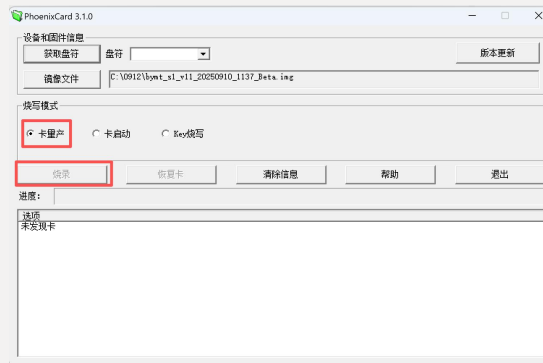 PhoenixCard 3.1.0
设备和固件信息
获取盘符 盘符 版本更新
镜像文件 C:\0912\bymt_sl_vll_20250910_1137_Beta.img
烧写模式
卡量产 卡启动 Key烧写
烧录 恢复卡 清除信息 帮助 退出
进度:
选项
未发现卡